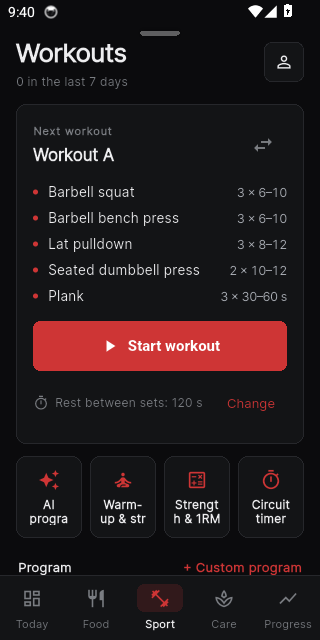 9:40
Workouts
0 in the last 7 days
Next workout
Workout A
Barbell squat 3 × 6–10
Barbell bench press 3 × 6–10
Lat pulldown 3 × 8–12
Seated dumbbell press 2 × 10–12
Plank 3 × 30–60 s
Start workout
Rest between sets: 120 s Change
AI
progra
Warm-
up & str
Strengt
h & 1RM
Circuit
timer
Program + Custom program
Today Food Sport Care Progress